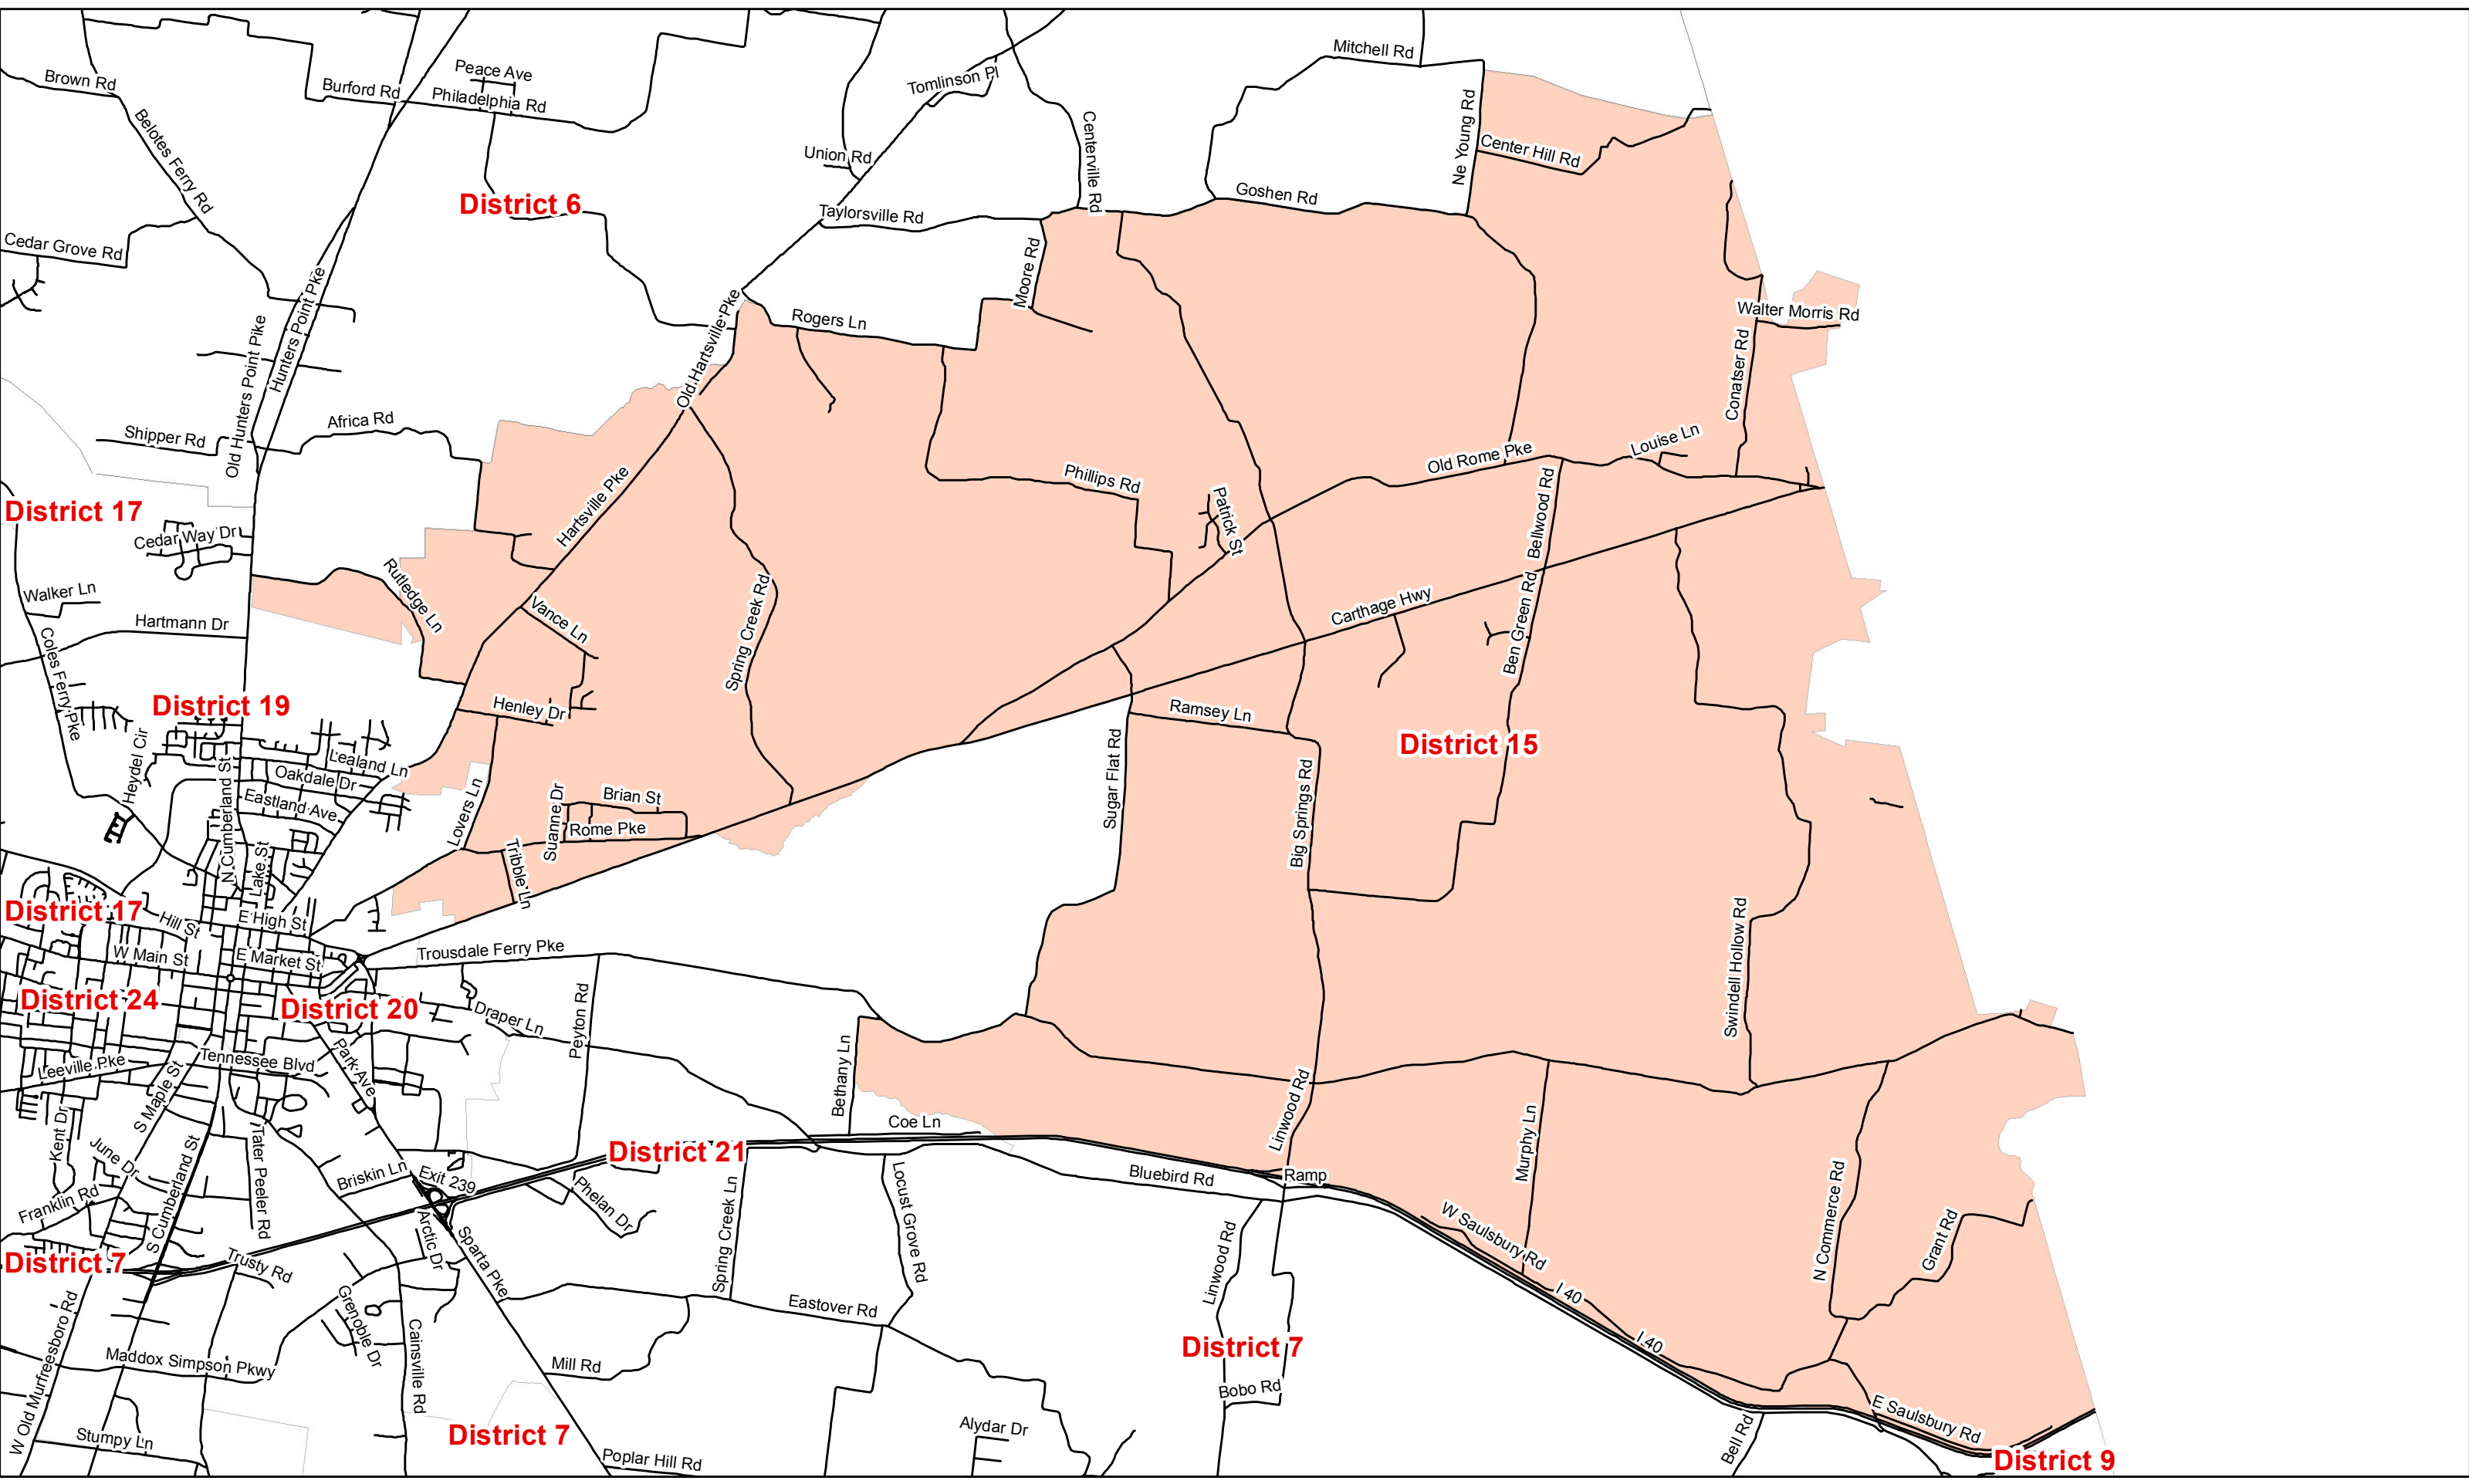 Mitchell Rd
Peace Ave
Brown Rd
Burford Rd
Philadelphia Rd
Tomlinson Pl
Belotes Ferry Rd
Centerville Rd
Ne Young Rd
Center Hill Rd
Union Rd
District 6
Goshen Rd
Taylorsville Rd
Cedar Grove Rd
Moore Rd
Hunters Point Pke
Old Hunters Point Pike
Old Hartsville Pke
Rogers Ln
Walter Morris Rd
Conatser Rd
Africa Rd
Shipper Rd
Louise Ln
Old Rome Pke
Phillips Rd
Hartsville Pke
Patrick St
Bellwood Rd
District 17
Cedar Way Dr
Walker Ln
Rutledge Ln
Vance Ln
Spring Creek Rd
Carthage Hwy
Ben Green Rd
Hartmann Dr
Coles Ferry Pke
District 19
Henley Dr
Ramsey Ln
District 15
Heydel Cir
Lealand Ln
Oakdale Dr
Eastland Ave
N Cumberland St
Lake St
Lovers Ln
Suanne Dr
Brian St
Rome Pke
Tribble Ln
Sugar Flat Rd
Big Springs Rd
District 17
Hill St
E High St
W Main St
E Market St
Trousdale Ferry Pke
Swindell Hollow Rd
District 24
District 20
Draper Ln
Peyton Rd
Leeville Pke
Tennessee Blvd
Park Ave
S Maple St
Bethany Ln
Coe Ln
Linwood Rd
Murphy Ln
Kent Dr
June Dr
Tater Peeler Rd
S Cumberland St
District 21
Briskin Ln
Exit 239
Bluebird Rd
Ramp
Franklin Rd
Phelan Dr
Spring Creek Ln
Locust Grove Rd
Arctic Dr
Sparta Pke
Linwood Rd
W Saulsbury Rd
N Commerce Rd
Grant Rd
District 7
Trusty Rd
Grenoble Dr
I 40
I 40
Eastover Rd
W Old Murfreesboro Rd
Maddox Simpson Pkwy
Cainsville Rd
Mill Rd
District 7
Bobo Rd
Stumpy Ln
District 7
Poplar Hill Rd
Alydar Dr
Bell Rd
E Saulsbury Rd
District 9